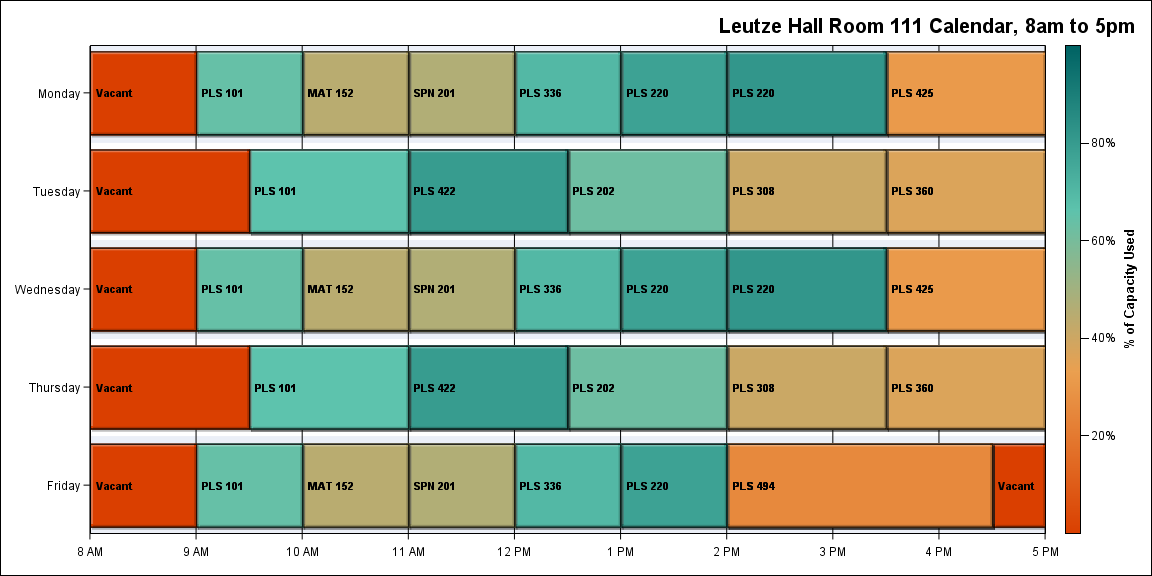 Leutze Hall Room 111 Calendar, 8am to 5pm
Monday Vacant PLS 101 MAT 152 SPN 201 PLS 336 PLS 220 PLS 220 PLS 425
Tuesday Vacant PLS 101 PLS 422 PLS 202 PLS 308 PLS 360
Wednesday Vacant PLS 101 MAT 152 SPN 201 PLS 336 PLS 220 PLS 220 PLS 425
Thursday Vacant PLS 101 PLS 422 PLS 202 PLS 308 PLS 360
Friday Vacant PLS 101 MAT 152 SPN 201 PLS 336 PLS 220 PLS 494 Vacant
8 AM 9 AM 10 AM 11 AM 12 PM 1 PM 2 PM 3 PM 4 PM 5 PM
80%
60%
40%
20%
% of Capacity Used